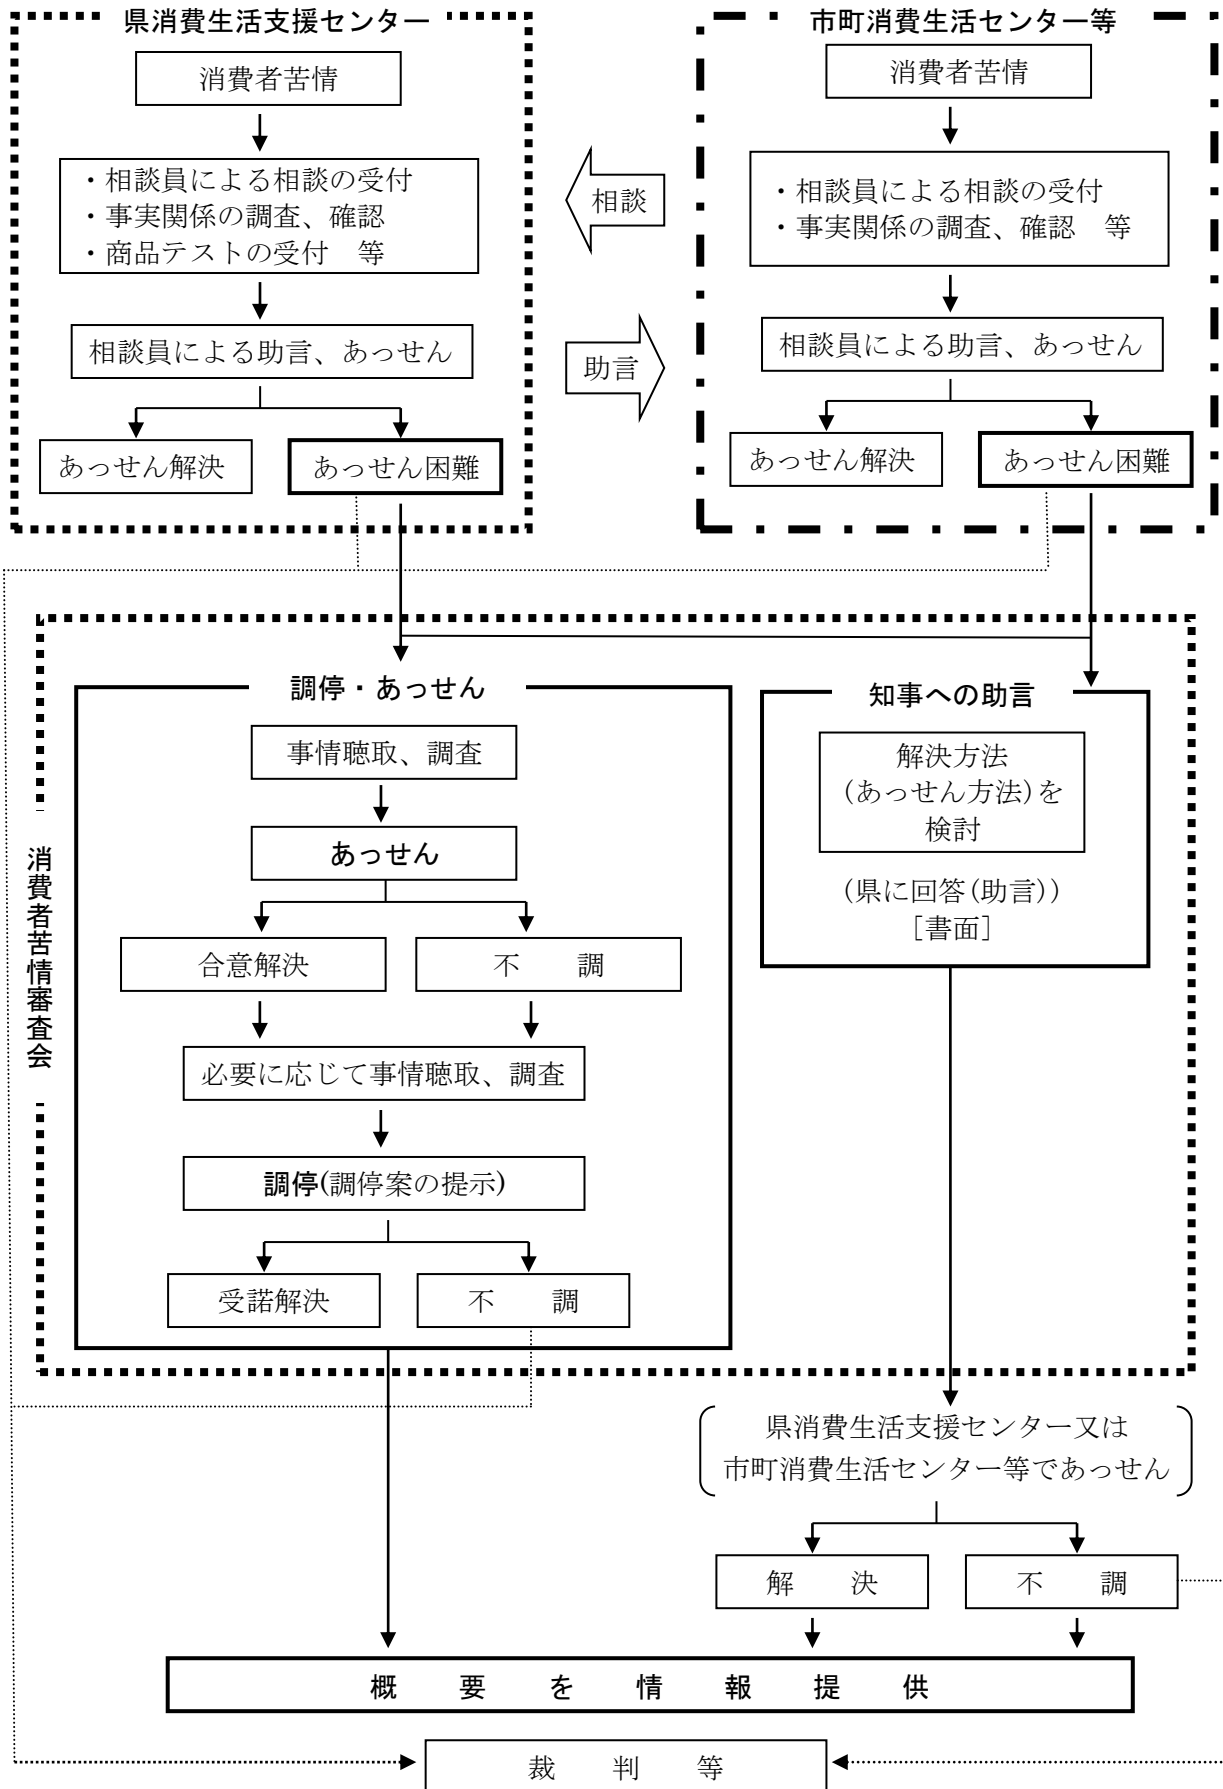 県消費生活支援センター
消費者苦情
・相談員による相談の受付
・事実関係の調査、確認
・商品テストの受付　等
相談員による助言、あっせん
あっせん解決
あっせん困難
相談
助言
市町消費生活センター等
消費者苦情
・相談員による相談の受付
・事実関係の調査、確認　等
相談員による助言、あっせん
あっせん解決
あっせん困難
消費者苦情審査会
調停・あっせん
事情聴取、調査
あっせん
合意解決
不　調
必要に応じて事情聴取、調査
調停(調停案の提示)
受諾解決
不　調
知事への助言
解決方法
(あっせん方法)を
検討
(県に回答(助言))
[書面]
県消費生活支援センター又は
市町消費生活センター等であっせん
解　決
不　調
概　要　を　情　報　提　供
裁　判　等